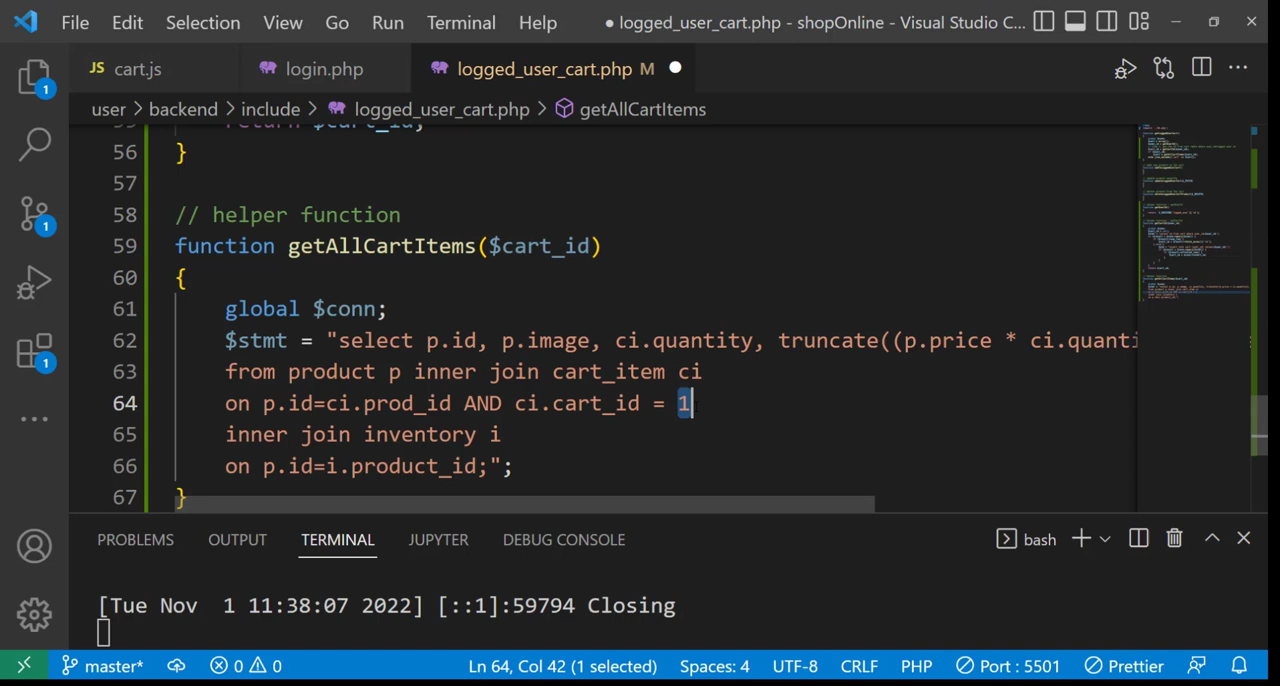 File Edit Selection View Go Run Terminal Help ● logged_user_cart.php - shopOnline - Visual Studio C...
JS cart.js login.php logged_user_cart.php M
user > backend > include > logged_user_cart.php > getAllCartItems
56 }
57
58 // helper function
59 function getAllCartItems($cart_id)
60 {
61 global $conn;
62 $stmt = "select p.id, p.image, ci.quantity, truncate((p.price * ci.quanti
63 from product p inner join cart_item ci
64 on p.id=ci.prod_id AND ci.cart_id = 1
65 inner join inventory i
66 on p.id=i.product_id;";
67 }
1
1
1
PROBLEMS OUTPUT TERMINAL JUPYTER DEBUG CONSOLE bash
[Tue Nov 1 11:38:07 2022] [::1]:59794 Closing
master* 0 0 Ln 64, Col 42 (1 selected) Spaces: 4 UTF-8 CRLF PHP Port : 5501 Prettier